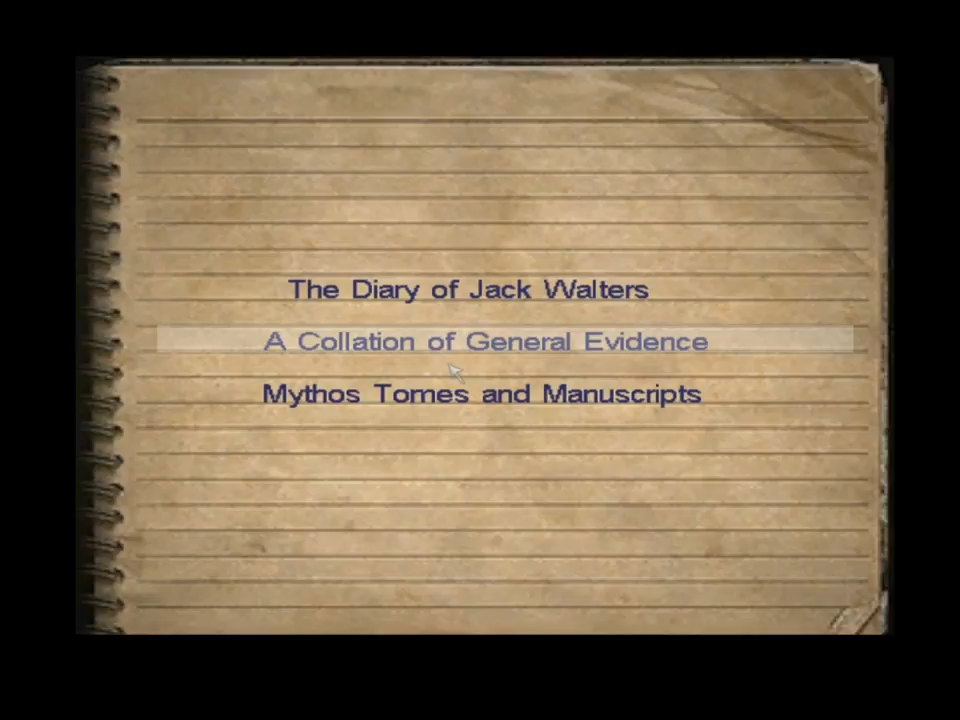 The Diary of Jack Walters
A Collation of General Evidence
Mythos Tomes and Manuscripts